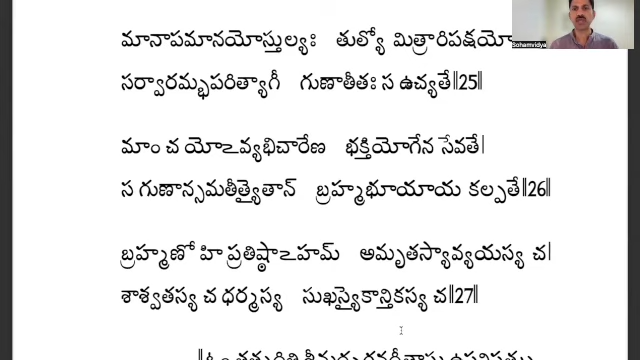 మానాపమానయోస్తుల్యః తుల్యో మిత్రారిపక్షయో
Sohamvidya
సర్వారమ్భపరిత్యాగీ గుణాతీతః స ఉచ్యతే‖25‖
మాం చ యోఽవ్యభిచారేణ భక్తియోగేన సేవతే|
స గుణాన్సమతీత్యైతాన్ బ్రహ్మభూయాయ కల్పతే‖26‖
బ్రహ్మణో హి ప్రతిష్ఠాఽహమ్ అమృతస్యావ్యయస్య చ|
శాశ్వతస్య చ ధర్మస్య సుఖస్యైకాన్తికస్య చ‖27‖